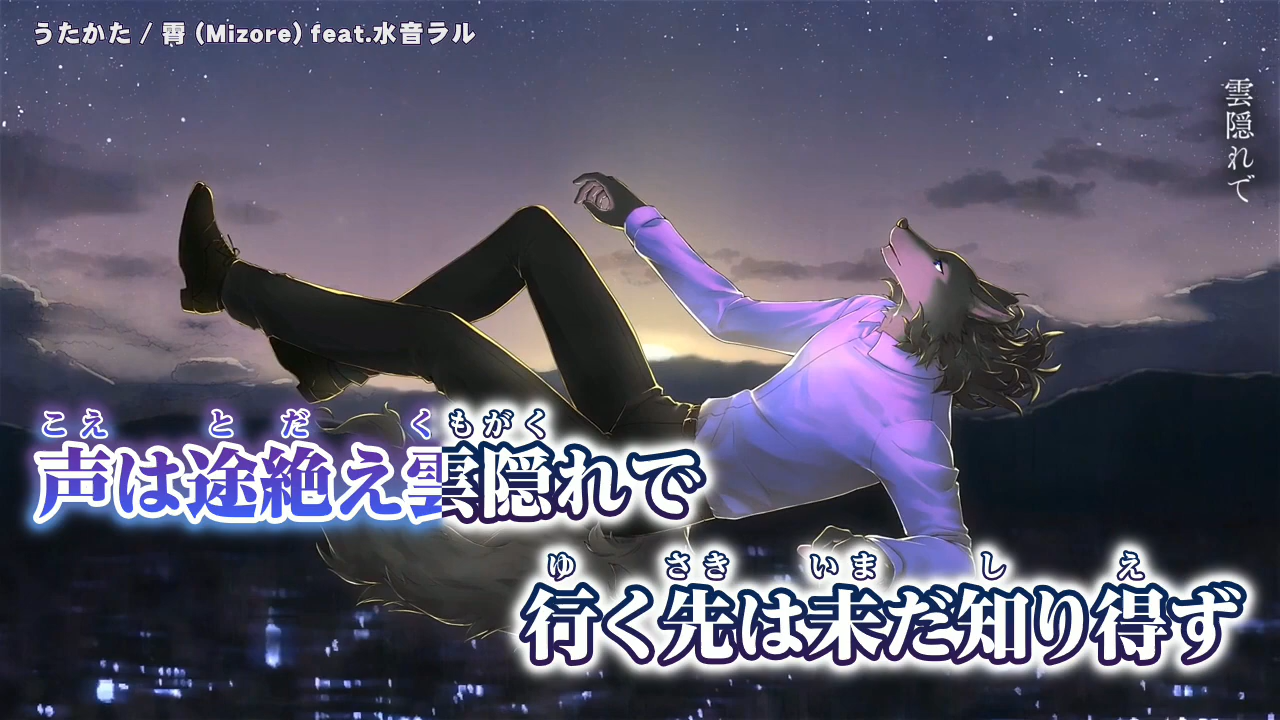 うたかた / 霄 (Mizore) feat.水音ラル
雲隠れで
こえ とだ くもがく
声は途絶え雲隠れで
ゆ さき いま し え
行く先は未だ知り得ず